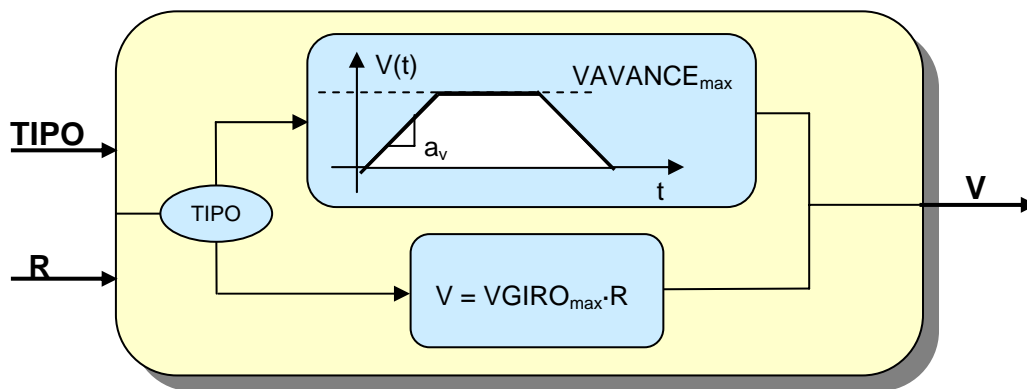 TIPO
R
TIPO
V(t)
VAVANCEmax
av
t
V = VGIROmax·R
V